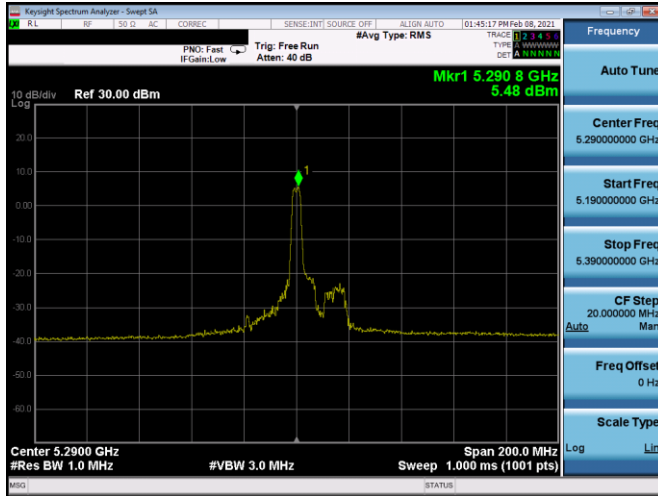 Keysight Spectrum Analyzer - Swept SA
RL RF 50 Ω AC CORREC SENSE:INT SOURCE OFF ALIGN AUTO 01:45:17 PM Feb 08, 2021
#Avg Type: RMS
TRACE 1 2 3 4 5 6
TYPE A WWWWW
DET A N N N N N
PNO: Fast
IFGain:Low
Trig: Free Run
Atten: 40 dB
Mkr1 5.290 8 GHz
5.48 dBm
10 dB/div
Log
Ref 30.00 dBm
20.0
10.0
0.00
-10.0
-20.0
-30.0
-40.0
-50.0
-60.0
1
Center 5.2900 GHz
#Res BW 1.0 MHz
#VBW 3.0 MHz
Span 200.0 MHz
Sweep 1.000 ms (1001 pts)
MSG
STATUS
Frequency
Auto Tune
Center Freq
5.290000000 GHz
Start Freq
5.190000000 GHz
Stop Freq
5.390000000 GHz
CF Step
20.000000 MHz
Auto Man
Freq Offset
0 Hz
Scale Type
Log Lin